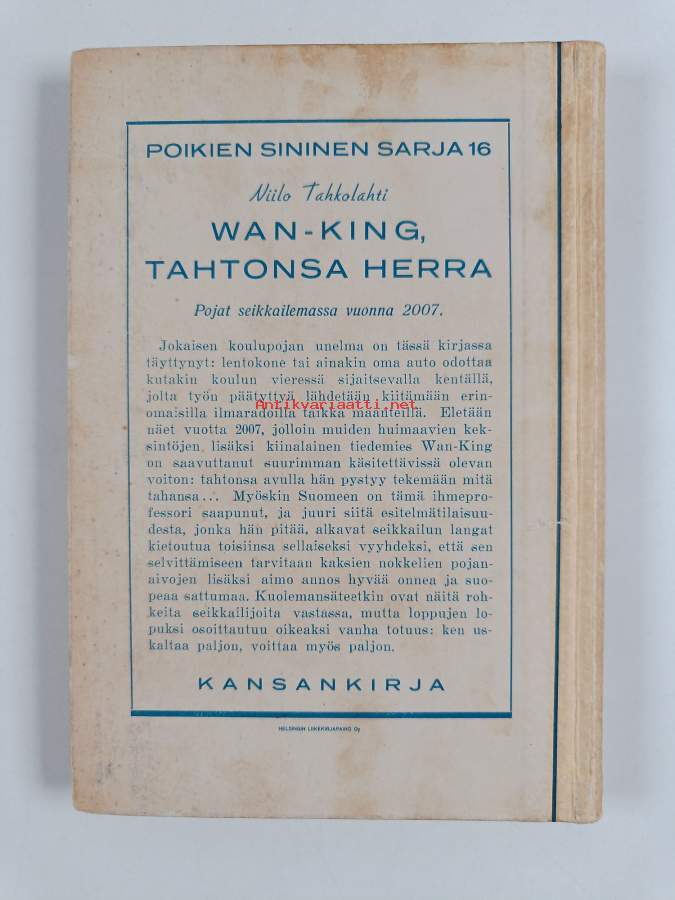 POIKIEN SININEN SARJA 16
Niilo Tahkolahti
WAN-KING,
TAHTONSA HERRA
Pojat seikkailemassa vuonna 2007.
Jokaisen koulupojan unelma on tässä kirjassa
täyttynyt: lentokone tai ainakin oma auto odottaa
kutakin koulun vieressä sijaitsevalla kentällä,
jolta työn päätyttyä lähdetään kiitämään erin-
omaisilla ilmaradoilla taikka maanteillä. Eletään
näet vuotta 2007, jolloin muiden huimaavien kek-
sintöjen lisäksi kiinalainen tiedemies Wan-King
on saavuttanut suurimman käsitettävissä olevan
voiton: tahtonsa avulla hän pystyy tekemään mitä
tahansa... Myöskin Suomeen on tämä ihmepro-
fessori saapunut, ja juuri siitä esitelmätilaisuu-
desta, jonka hän pitää, alkavat seikkailun langat
kietoutua toisiinsa sellaiseksi vyyhdeksi, että sen
selvittämiseen tarvitaan kaksien nokkelien pojan-
aivojen lisäksi aimo annos hyvää onnea ja suo-
peaa sattumaa. Kuolemansäteetkin ovat näitä roh-
keita seikkailijoita vastassa, mutta loppujen lo-
puksi osoittautuu oikeaksi vanha totuus: ken us-
kaltaa paljon, voittaa myös paljon.
KANSANKIRJA
HELSINGIN LIIKEKIRJAPAINO Oy
Antikvariaatti.net